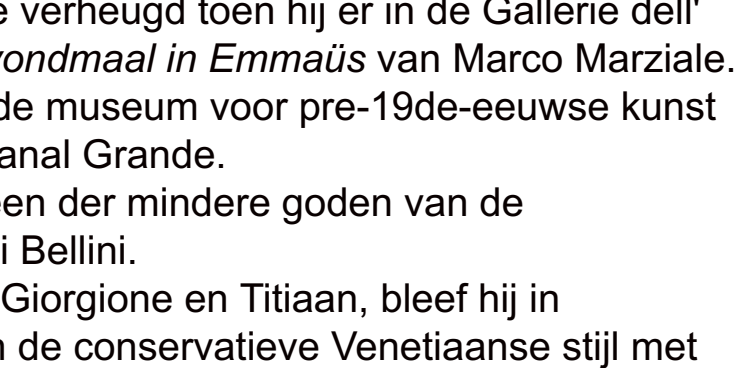 verheugd toen hij er in de Gallerie dell'
vondmaal in Emmaüs van Marco Marziale.
de museum voor pre-19de-eeuwse kunst
anal Grande.
een der mindere goden van de
i Bellini.
Giorgione en Titiaan, bleef hij in
n de conservatieve Venetiaanse stijl met